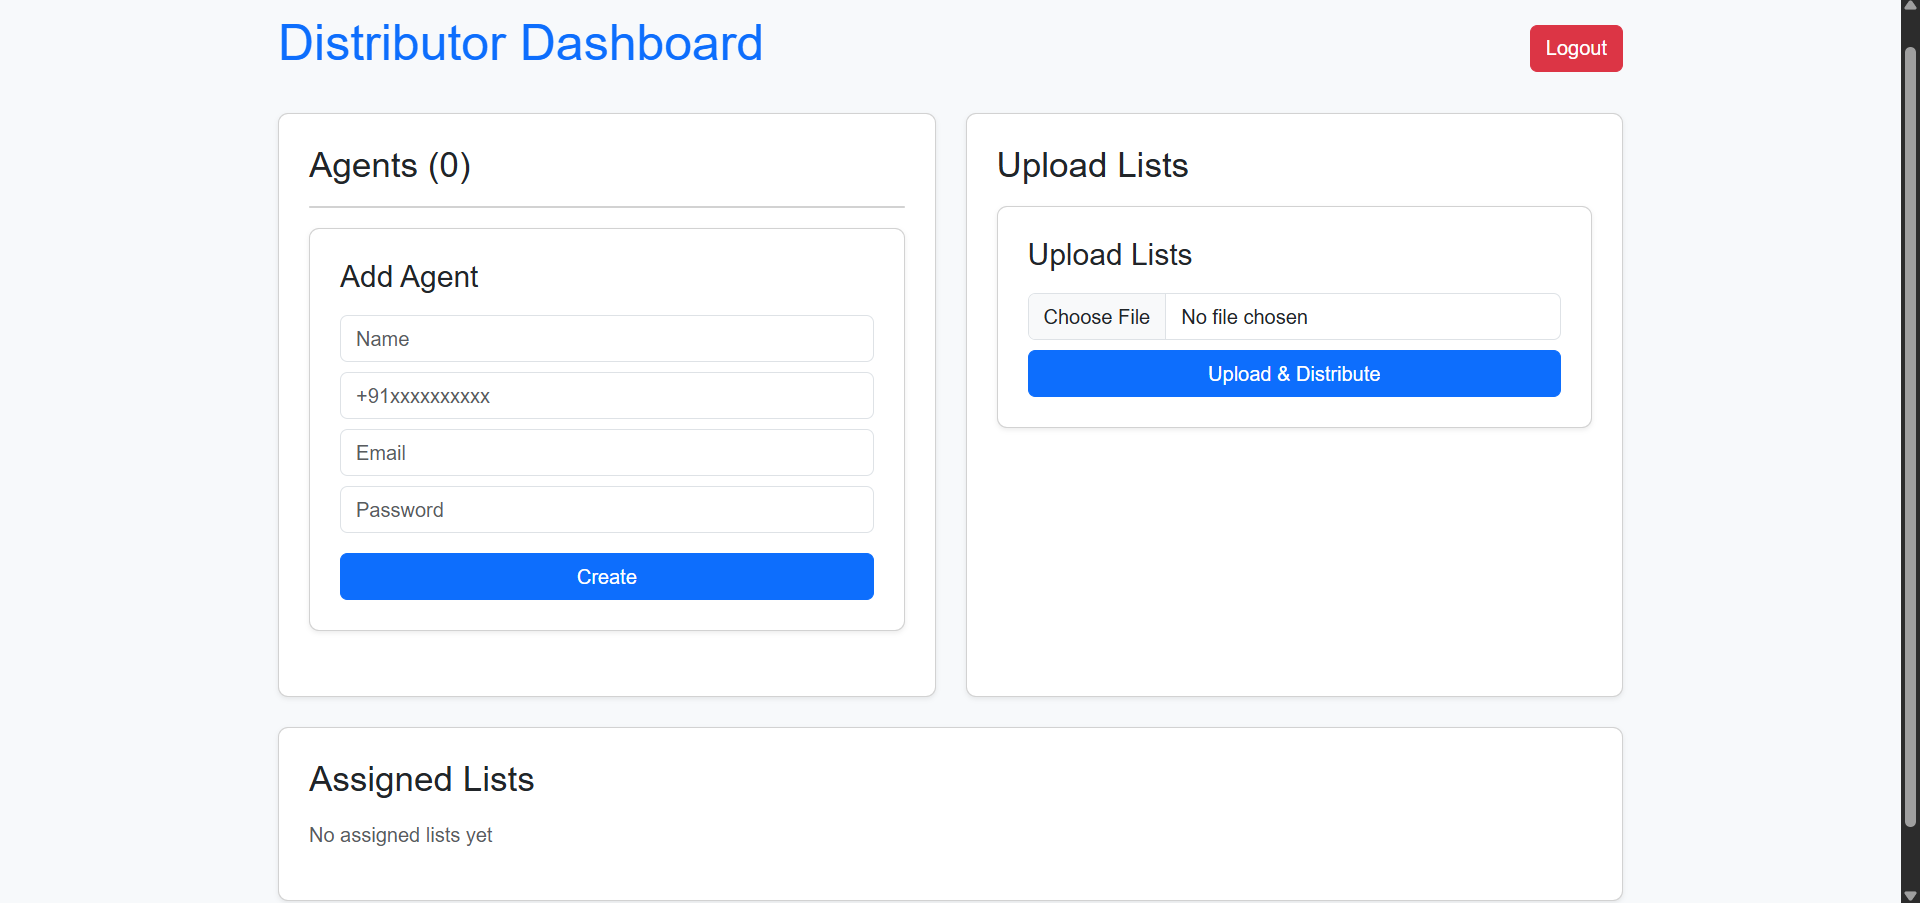 Distributor Dashboard
Logout
Agents (0)
Add Agent
Name
+91xxxxxxxxxx
Email
Password
Create
Upload Lists
Upload Lists
Choose File No file chosen
Upload & Distribute
Assigned Lists
No assigned lists yet